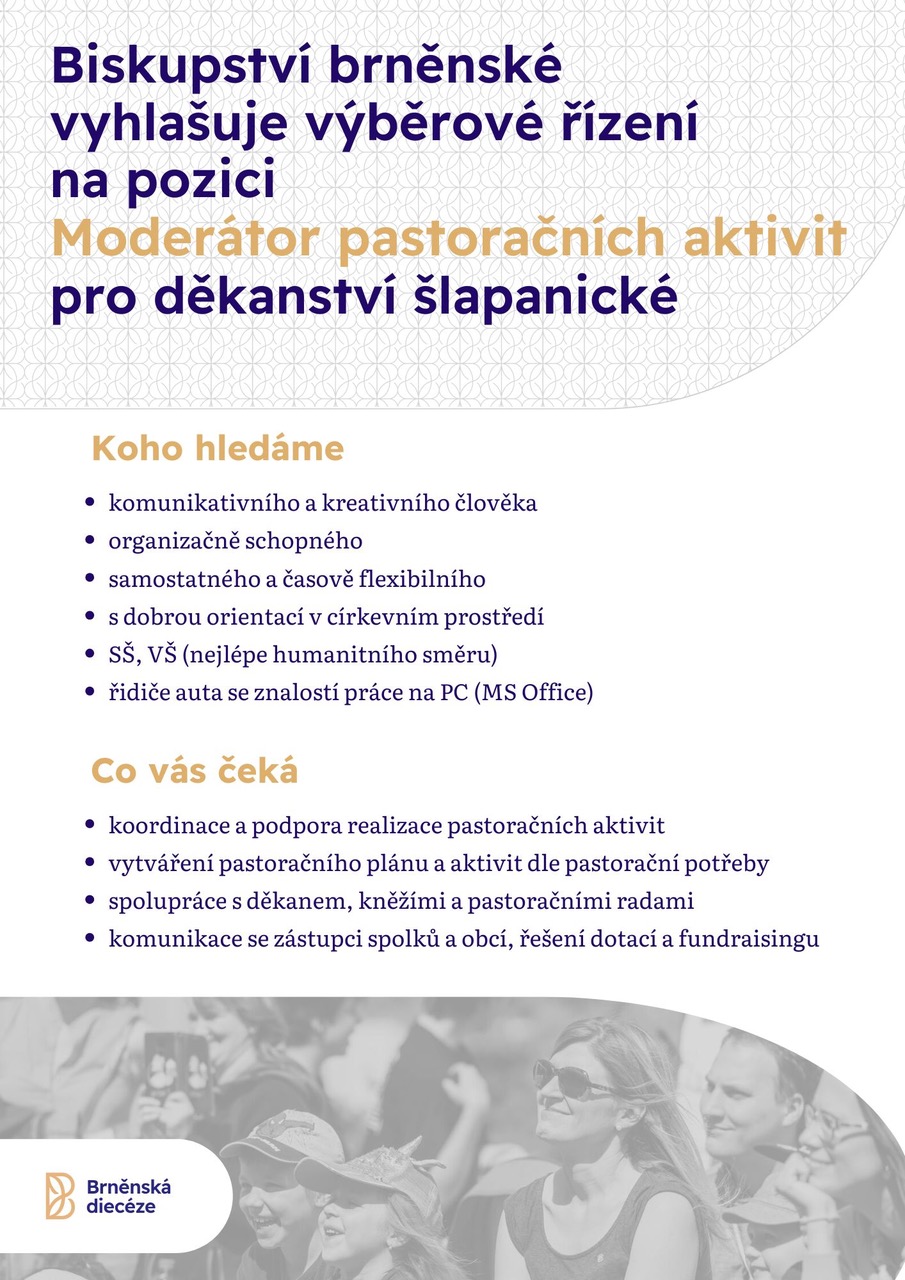 Biskupství brněnské
vyhlašuje výběrové řízení
na pozici
Moderátor pastoračních aktivit
pro děkanství šlapanické
Koho hledáme
• komunikativního a kreativního člověka
• organizačně schopného
• samostatného a časově flexibilního
• s dobrou orientací v církevním prostředí
• SŠ, VŠ (nejlépe humanitního směru)
• řidiče auta se znalostí práce na PC (MS Office)
Co vás čeká
• koordinace a podpora realizace pastoračních aktivit
• vytváření pastoračního plánu a aktivit dle pastorační potřeby
• spolupráce s děkanem, kněžími a pastoračními radami
• komunikace se zástupci spolků a obcí, řešení dotací a fundraisingu
Brněnská
diecéze